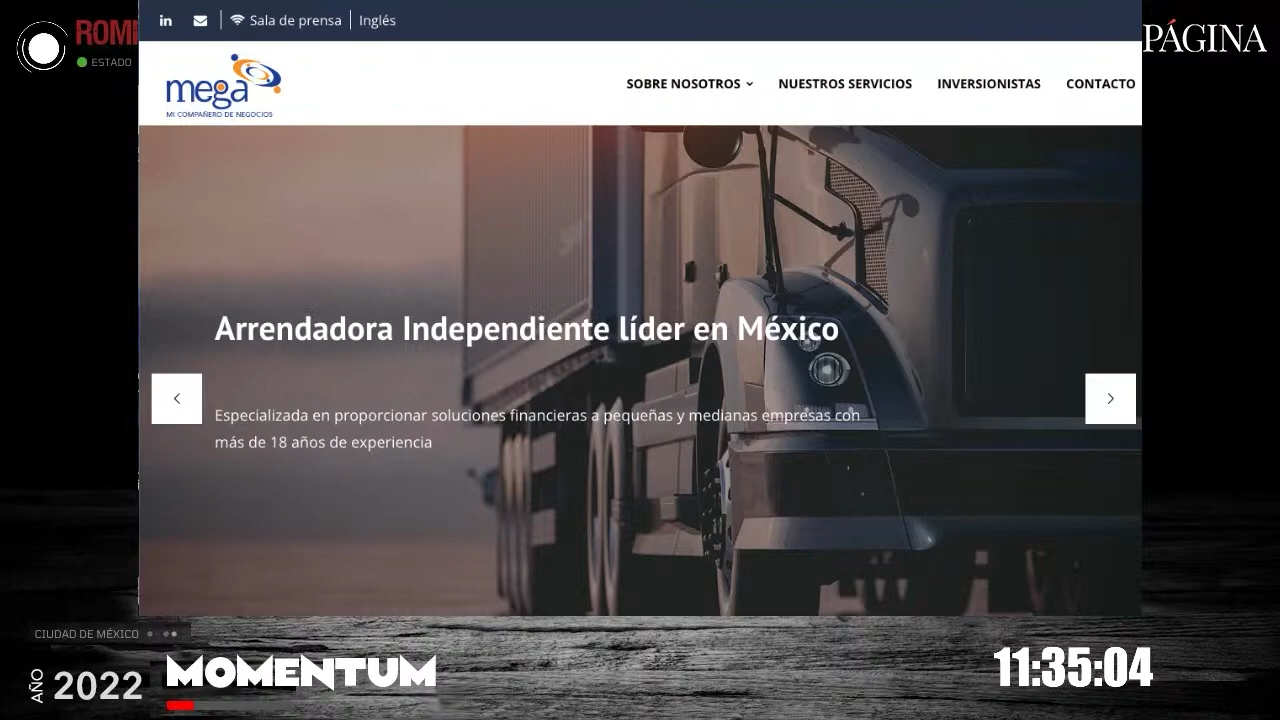 in
Sala de prensa
Inglés
ROM
ESTADO
PÁGINA
mega
MI COMPAÑERO DE NEGOCIOS
SOBRE NOSOTROS
NUESTROS SERVICIOS
INVERSIONISTAS
CONTACTO
Arrendadora Independiente líder en México
Especializada en proporcionar soluciones financieras a pequeñas y medianas empresas con
más de 18 años de experiencia
CIUDAD DE MÉXICO
AÑO 2022
MOMENTUM
11:35:04